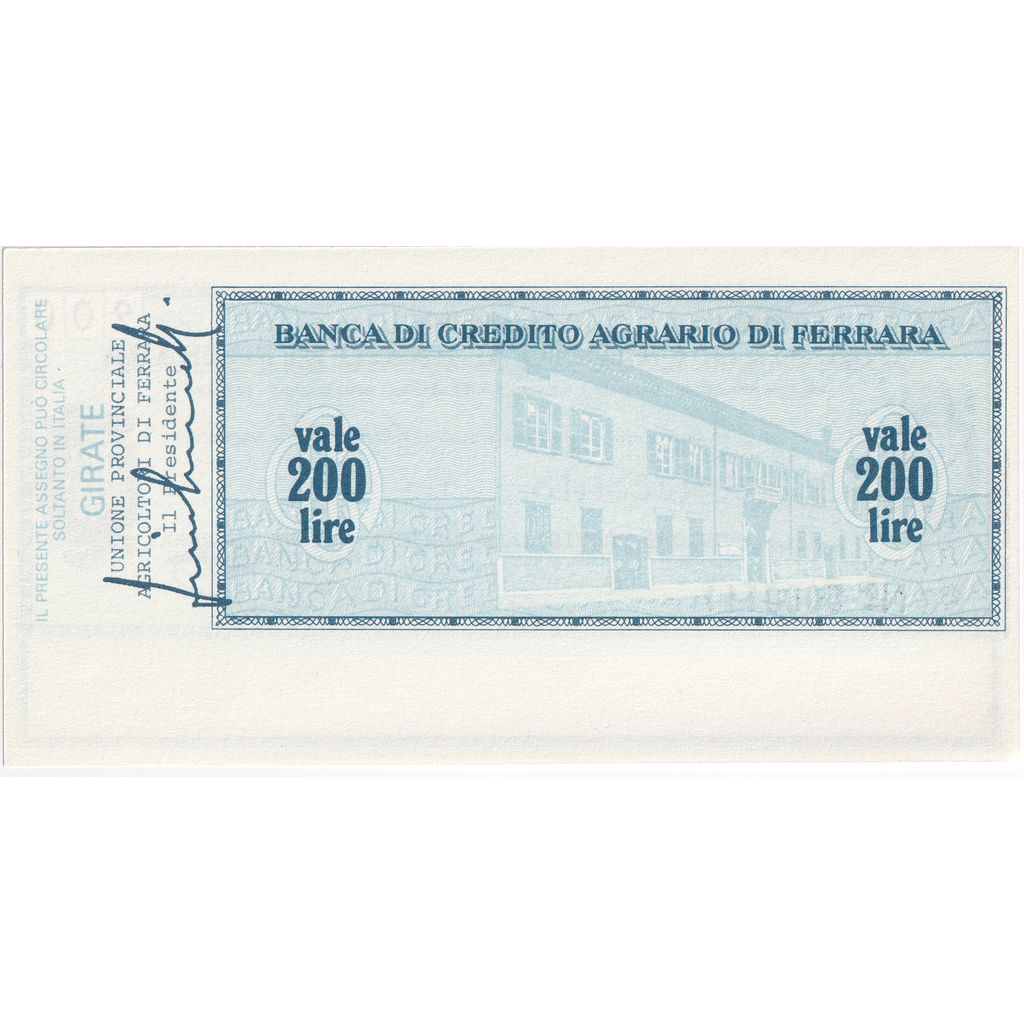 IL PRESENTE ASSEGNO PUÒ CIRCOLARE
SOLTANTO IN ITALIA
GIRATE
UNIONE PROVINCIALE
AGRICOLTORI DI FERRARA
Il Presidente
BANCA DI CREDITO AGRARIO DI FERRARA
vale
200
lire
vale
200
lire